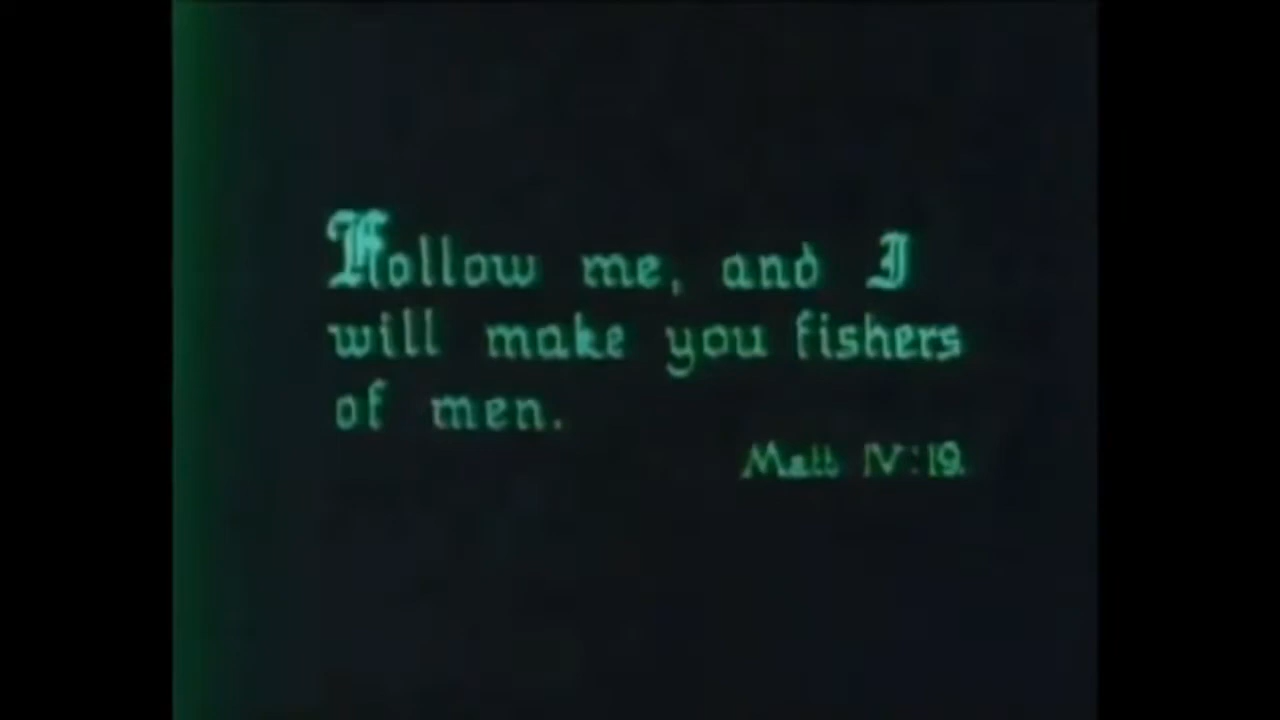 Follow me, and I
will make you fishers
of men.
Matt IV:19.